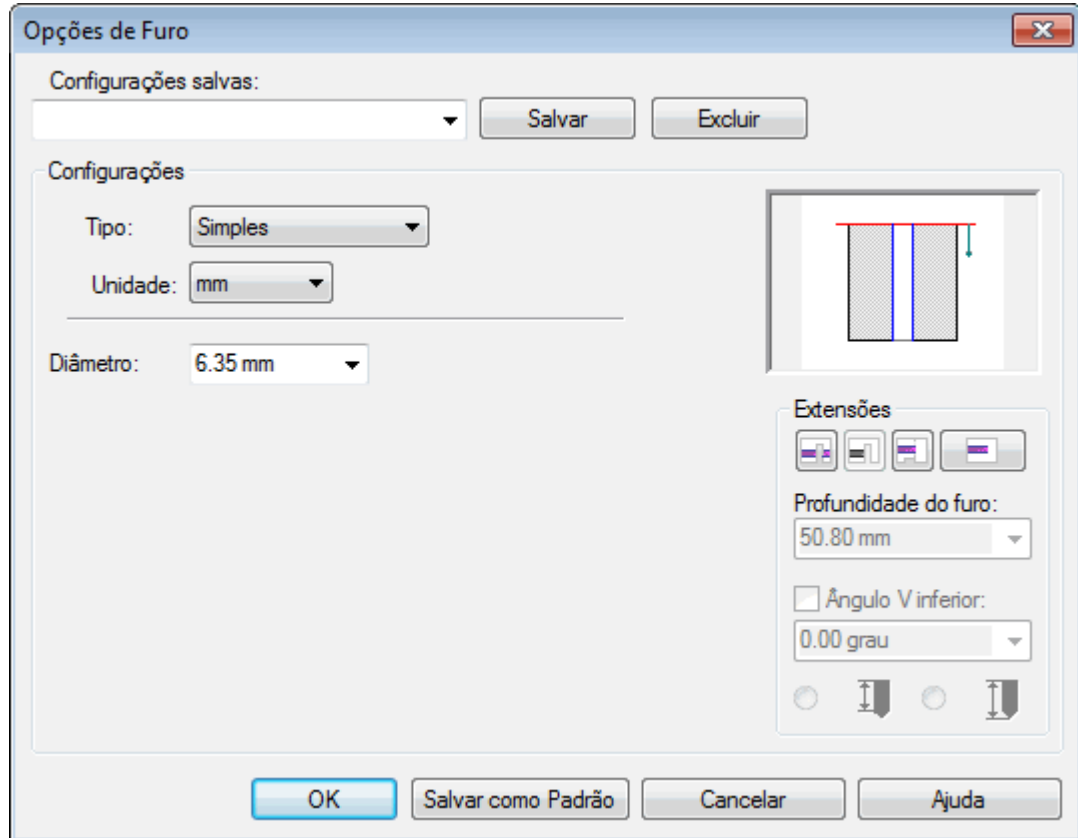 Opções de Furo
Configurações salvas:
Salvar Excluir
Configurações
Tipo: Simples
Unidade: mm
Diâmetro: 6.35 mm
Extensões
Profundidade do furo:
50.80 mm
Ângulo V inferior:
0.00 grau
OK Salvar como Padrão Cancelar Ajuda